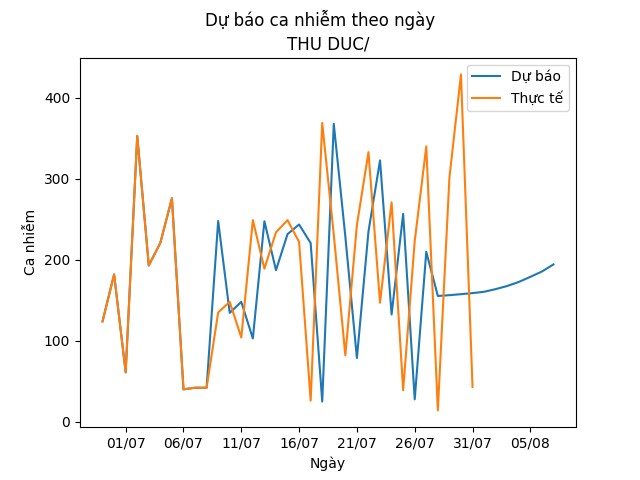 Dự báo ca nhiễm theo ngày
THU DUC/
Dự báo
Thực tế
Ca nhiễm
400
300
200
100
0
01/07 06/07 11/07 16/07 21/07 26/07 31/07 05/08
Ngày